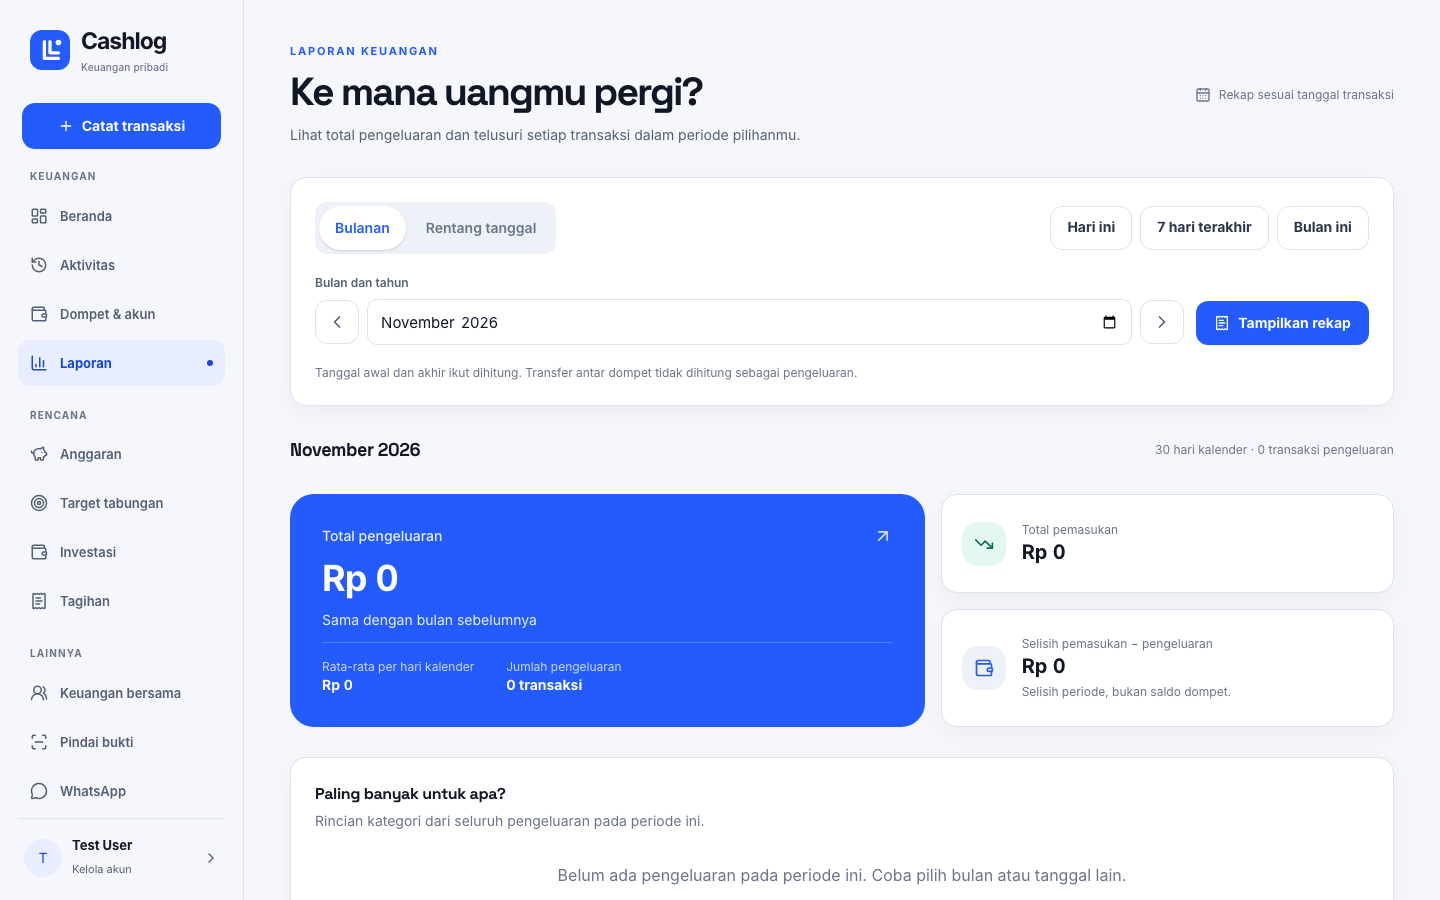 Cashlog
Keuangan pribadi
Catat transaksi
KEUANGAN
Beranda
Aktivitas
Dompet & akun
Laporan
RENCANA
Anggaran
Target tabungan
Investasi
Tagihan
LAINNYA
Keuangan bersama
Pindai bukti
WhatsApp
T
Test User
Kelola akun
LAPORAN KEUANGAN
Ke mana uangmu pergi?
Lihat total pengeluaran dan telusuri setiap transaksi dalam periode pilihanmu.
Rekap sesuai tanggal transaksi
Bulanan
Rentang tanggal
Hari ini
7 hari terakhir
Bulan ini
Bulan dan tahun
November 2026
Tampilkan rekap
Tanggal awal dan akhir ikut dihitung. Transfer antar dompet tidak dihitung sebagai pengeluaran.
November 2026
30 hari kalender · 0 transaksi pengeluaran
Total pengeluaran
Rp 0
Sama dengan bulan sebelumnya
Rata-rata per hari kalender
Rp 0
Jumlah pengeluaran
0 transaksi
Total pemasukan
Rp 0
Selisih pemasukan − pengeluaran
Rp 0
Selisih periode, bukan saldo dompet.
Paling banyak untuk apa?
Rincian kategori dari seluruh pengeluaran pada periode ini.
Belum ada pengeluaran pada periode ini. Coba pilih bulan atau tanggal lain.